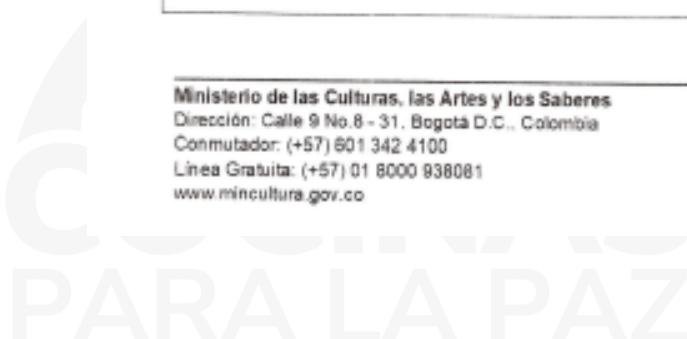 Ministerio de las Culturas, las Artes y los Saberes
Dirección: Calle 9 No.8 - 31, Bogotá D.C., Colombia
Conmutador: (+57) 601 342 4100
Línea Gratuita: (+57) 01 8000 938081
www.mincultura.gov.co
COCINAS
PARA LA PAZ